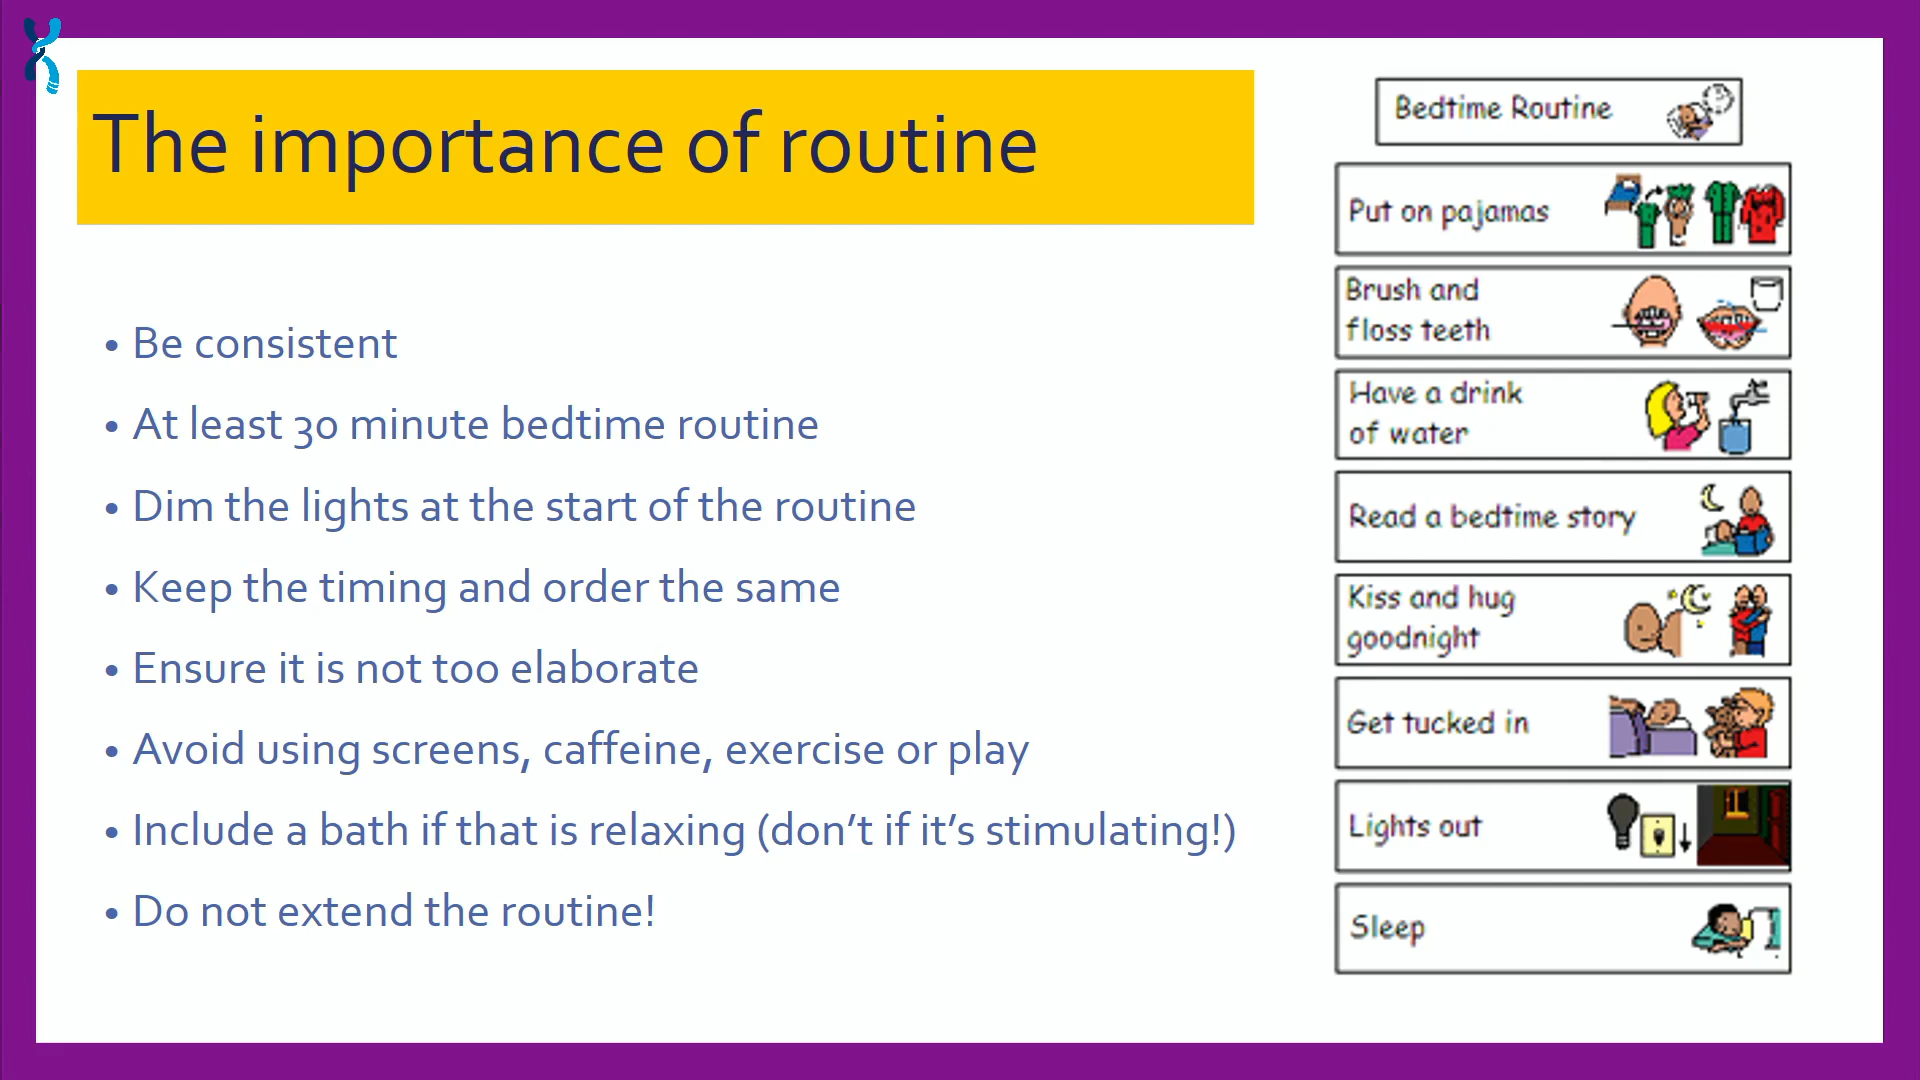 The importance of routine
• Be consistent
• At least 30 minute bedtime routine
• Dim the lights at the start of the routine
• Keep the timing and order the same
• Ensure it is not too elaborate
• Avoid using screens, caffeine, exercise or play
• Include a bath if that is relaxing (don’t if it’s stimulating!)
• Do not extend the routine!
Bedtime Routine
Put on pajamas
Brush and
floss teeth
Have a drink
of water
Read a bedtime story
Kiss and hug
goodnight
Get tucked in
Lights out
Sleep